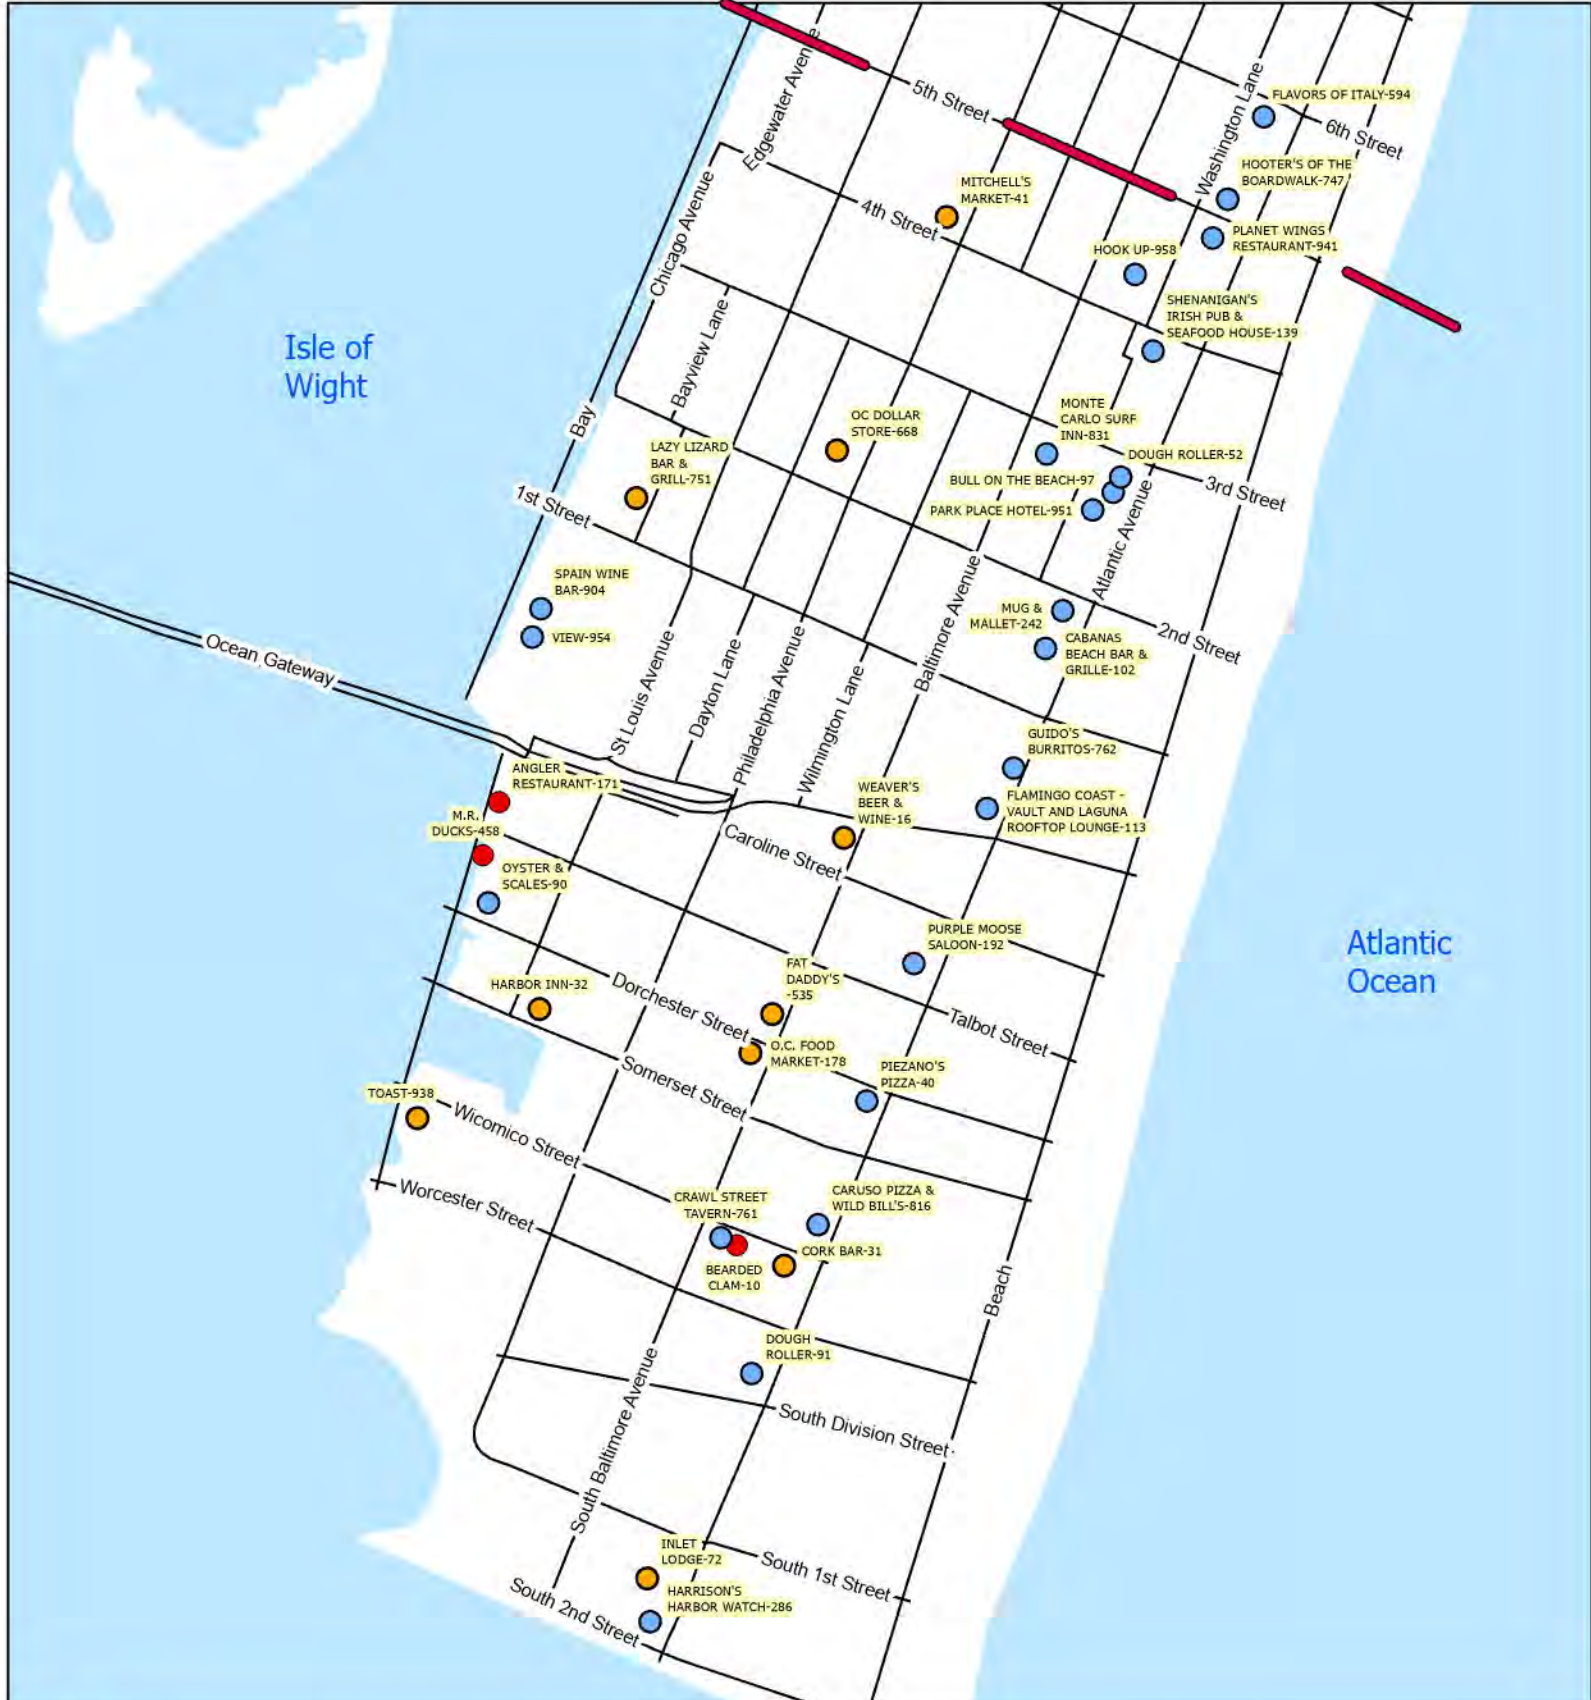 Edgewater Avenue
5th Street
Washington Lane
FLAVORS OF ITALY-594
6th Street
HOOTER'S OF THE
BOARDWALK-747
MITCHELL'S
MARKET-41
4th Street
Chicago Avenue
PLANET WINGS
RESTAURANT-941
HOOK UP-958
SHENANIGAN'S
IRISH PUB &
SEAFOOD HOUSE-139
Isle of
Wight
Bayview Lane
Bay
OC DOLLAR
STORE-668
MONTE
CARLO SURF
INN-831
LAZY LIZARD
BAR &
GRILL-751
DOUGH ROLLER-52
BULL ON THE BEACH-97
3rd Street
PARK PLACE HOTEL-951
1st Street
Atlantic Avenue
SPAIN WINE
BAR-904
VIEW-954
Baltimore Avenue
MUG &
MALLET-242
2nd Street
CABANAS
BEACH BAR &
GRILLE-102
Ocean Gateway
St Louis Avenue
Dayton Lane
Philadelphia Avenue
Wilmington Lane
GUIDO'S
BURRITOS-762
ANGLER
RESTAURANT-171
WEAVER'S
BEER &
WINE-16
FLAMINGO COAST -
VAULT AND LAGUNA
ROOFTOP LOUNGE-113
M.R.
DUCKS-458
Caroline Street
OYSTER &
SCALES-90
PURPLE MOOSE
SALOON-192
Atlantic
Ocean
FAT
DADDY'S
-535
HARBOR INN-32
Dorchester Street
Talbot Street
O.C. FOOD
MARKET-178
Somerset Street
PIEZANO'S
PIZZA-40
TOAST-938
Wicomico Street
Worcester Street
CRAWL STREET
TAVERN-761
CARUSO PIZZA &
WILD BILL'S-816
CORK BAR-31
BEARDED
CLAM-10
Beach
DOUGH
ROLLER-91
South Baltimore Avenue
South Division Street
INLET
LODGE-72
South 1st Street
HARRISON'S
HARBOR WATCH-286
South 2nd Street